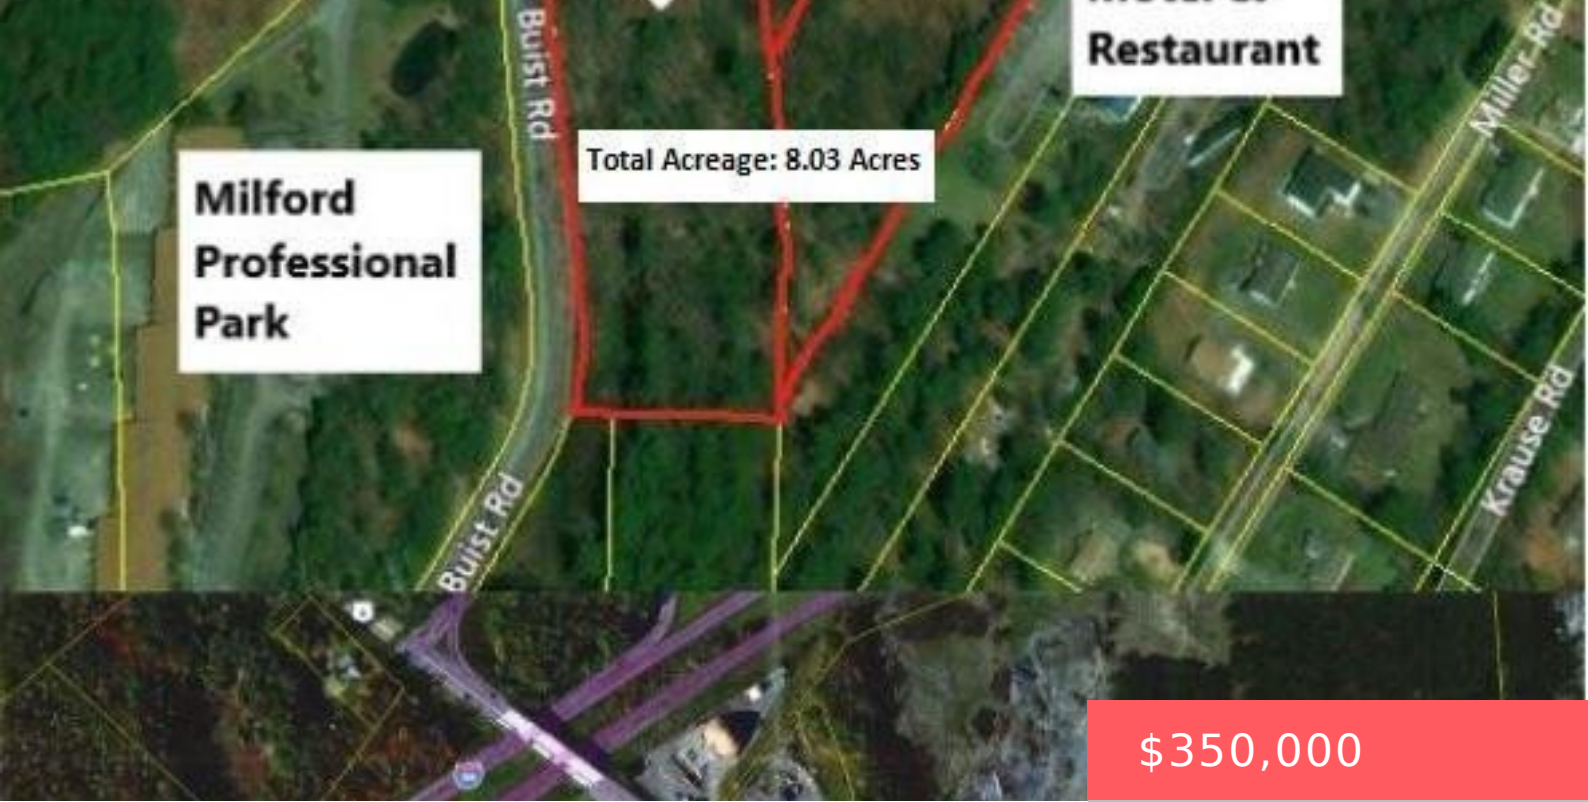 Buist Rd
Restaurant
Miller Rd
Total Acreage: 8.03 Acres
Milford
Professional
Park
Krause Rd
Buist Rd
$350,000